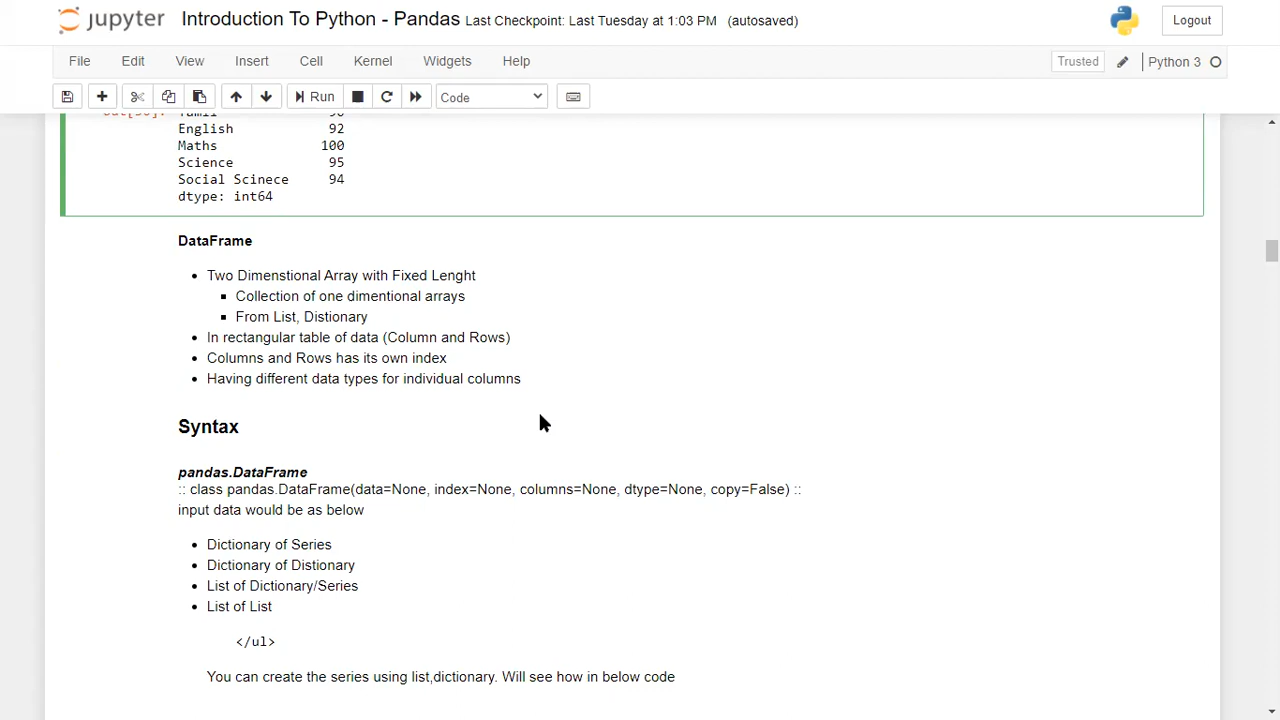 jupyter Introduction To Python - Pandas Last Checkpoint: Last Tuesday at 1:03 PM (autosaved) Logout
File Edit View Insert Cell Kernel Widgets Help Trusted Python 3
Run Code
English 92
Maths 100
Science 95
Social Scinece 94
dtype: int64
DataFrame
Two Dimenstional Array with Fixed Lenght
Collection of one dimentional arrays
From List, Distionary
In rectangular table of data (Column and Rows)
Columns and Rows has its own index
Having different data types for individual columns
Syntax
pandas.DataFrame
:: class pandas.DataFrame(data=None, index=None, columns=None, dtype=None, copy=False) ::
input data would be as below
Dictionary of Series
Dictionary of Distionary
List of Dictionary/Series
List of List
</ul>
You can create the series using list,dictionary. Will see how in below code